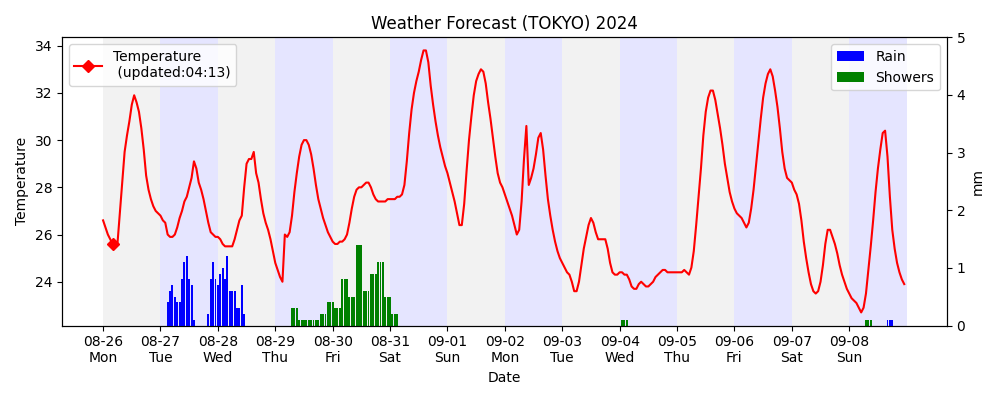 Weather Forecast (TOKYO) 2024
Temperature
(updated:04:13)
Rain
Showers
34
32
30
28
26
24
Temperature
5
4
3
2
1
0
mm
08-26 08-27 08-28 08-29 08-30 08-31 09-01 09-02 09-03 09-04 09-05 09-06 09-07 09-08
Mon Tue Wed Thu Fri Sat Sun Mon Tue Wed Thu Fri Sat Sun
Date